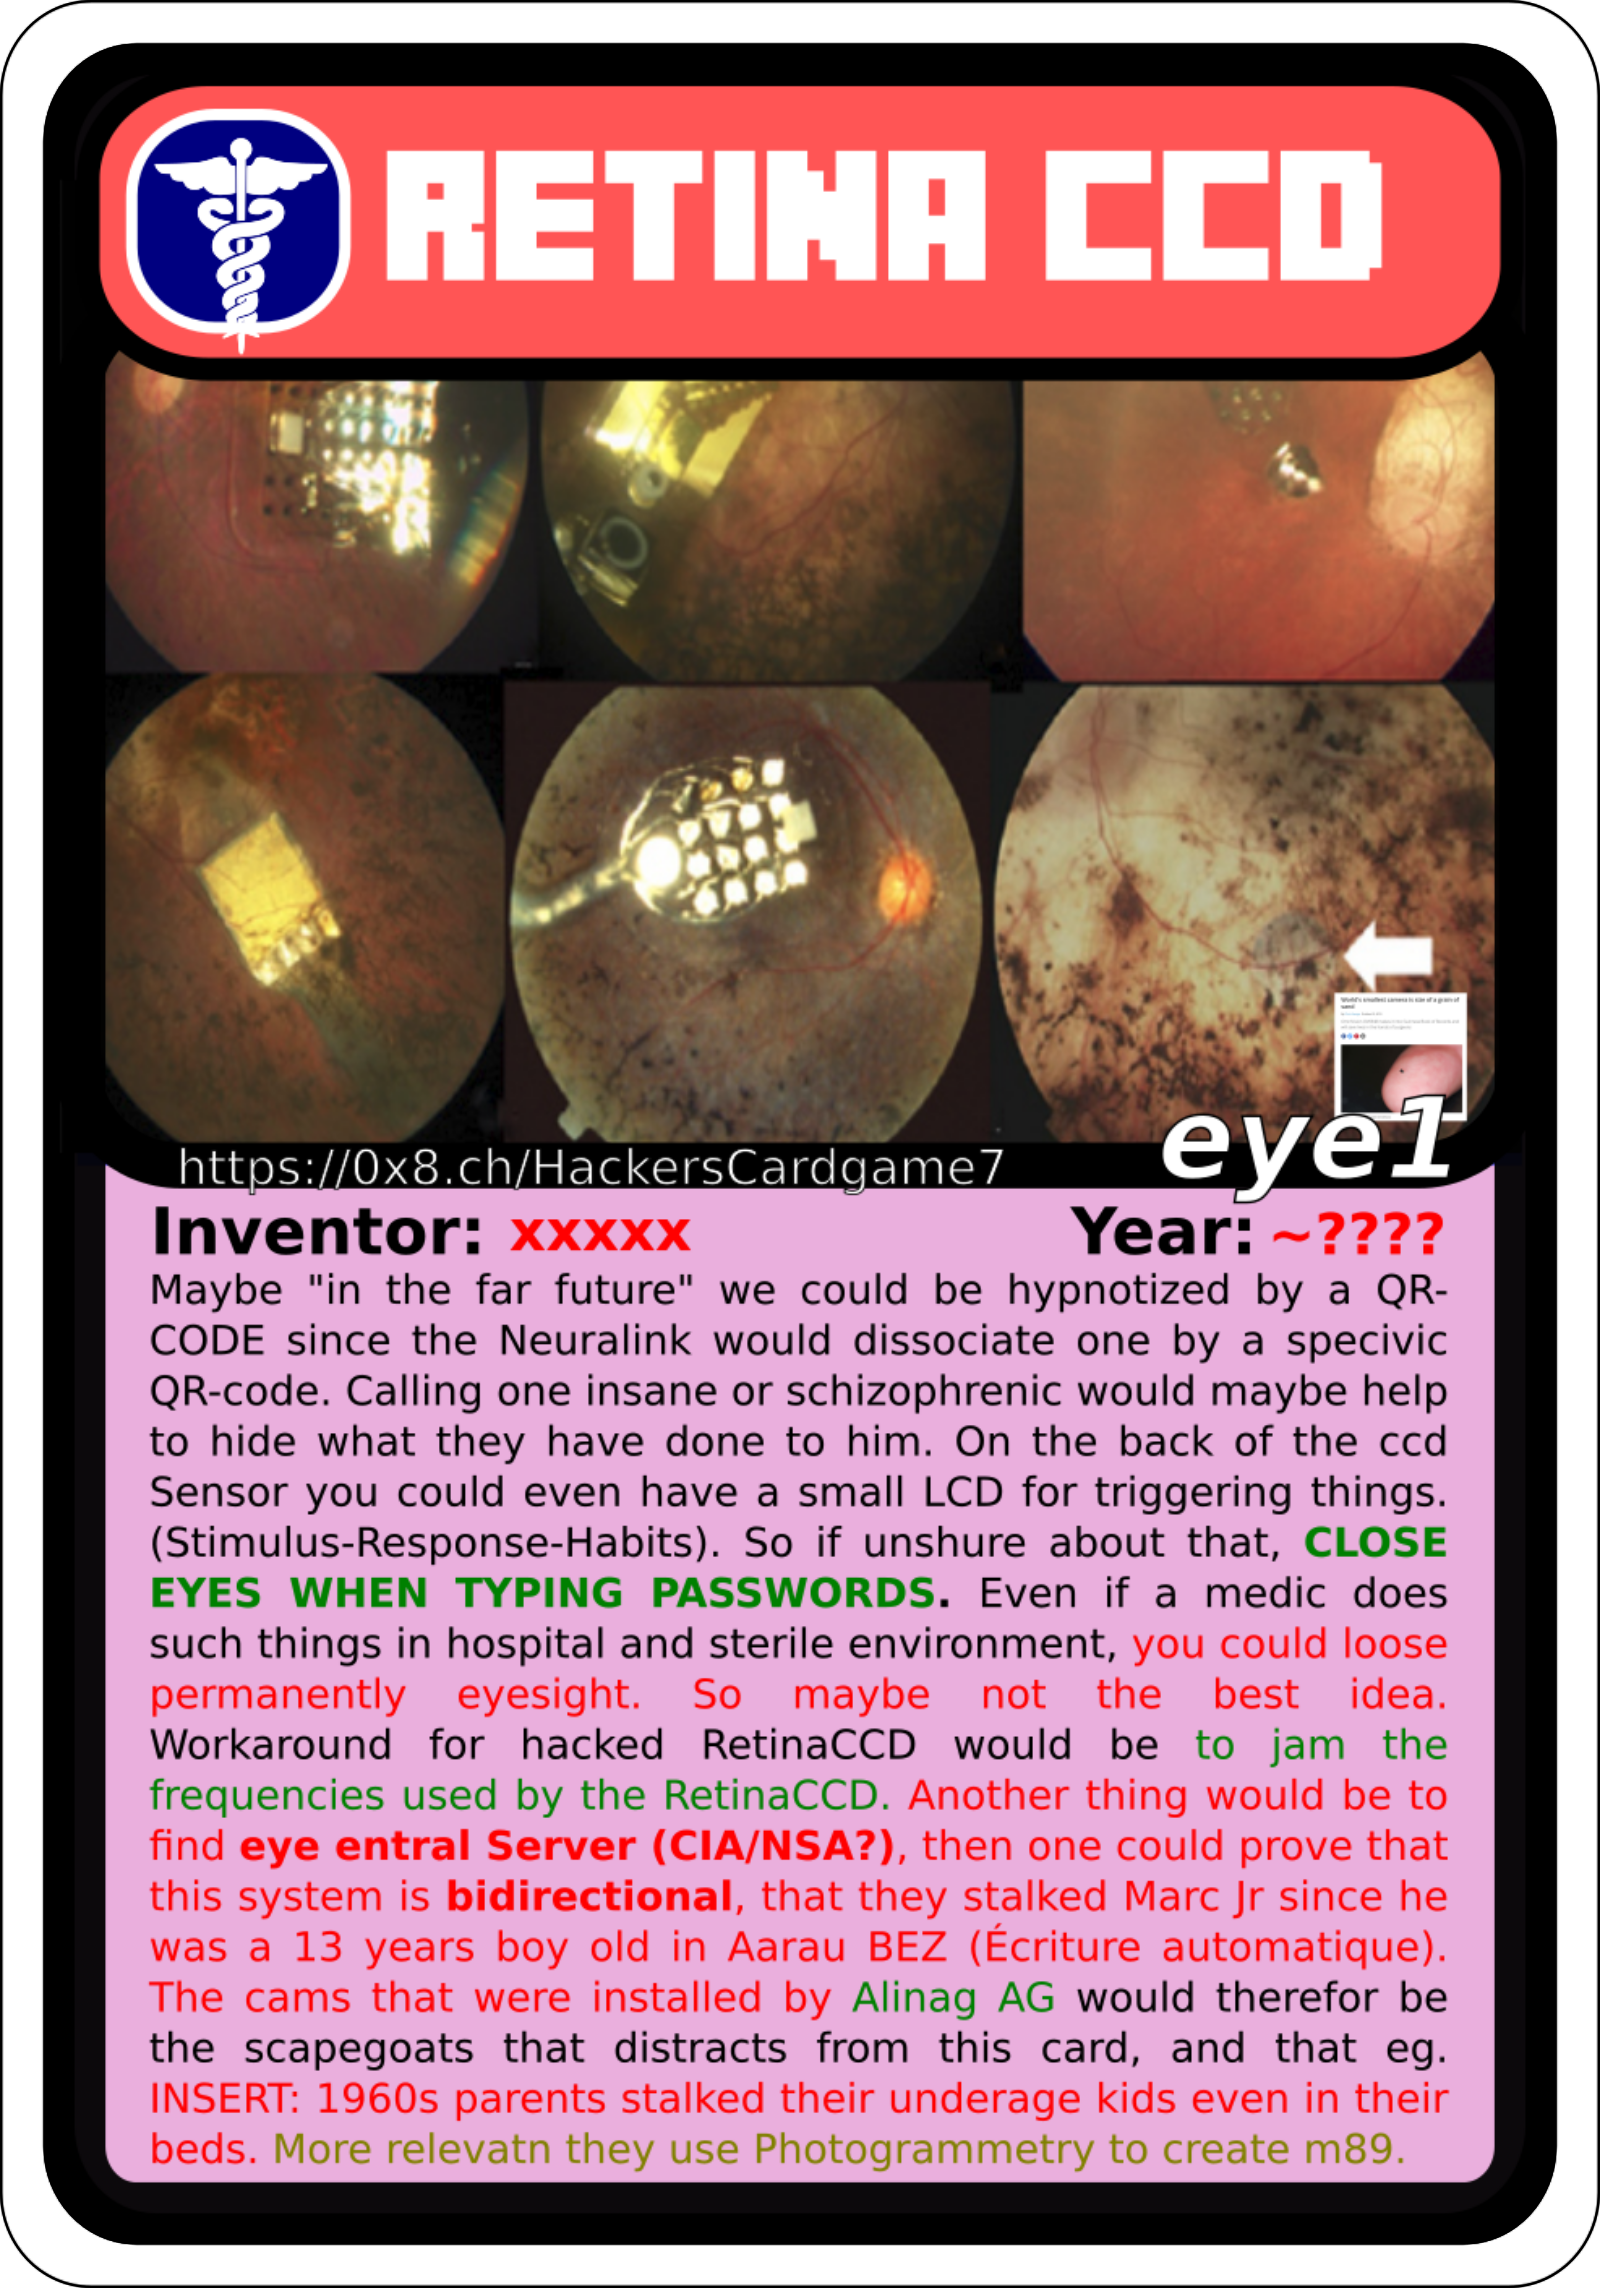 RETINA CCD
World's smallest camera is size of a grain of
sand
eye1
https://0x8.ch/HackersCardgame7
Inventor: xxxxx Year: ~????
Maybe "in the far future" we could be hypnotized by a QR-
CODE since the Neuralink would dissociate one by a specivic
QR-code. Calling one insane or schizophrenic would maybe help
to hide what they have done to him. On the back of the ccd
Sensor you could even have a small LCD for triggering things.
(Stimulus-Response-Habits). So if unshure about that, CLOSE
EYES WHEN TYPING PASSWORDS. Even if a medic does
such things in hospital and sterile environment, you could loose
permanently eyesight. So maybe not the best idea.
Workaround for hacked RetinaCCD would be to jam the
frequencies used by the RetinaCCD. Another thing would be to
find eye entral Server (CIA/NSA?), then one could prove that
this system is bidirectional, that they stalked Marc Jr since he
was a 13 years boy old in Aarau BEZ (Écriture automatique).
The cams that were installed by Alinag AG would therefor be
the scapegoats that distracts from this card, and that eg.
INSERT: 1960s parents stalked their underage kids even in their
beds. More relevatn they use Photogrammetry to create m89.